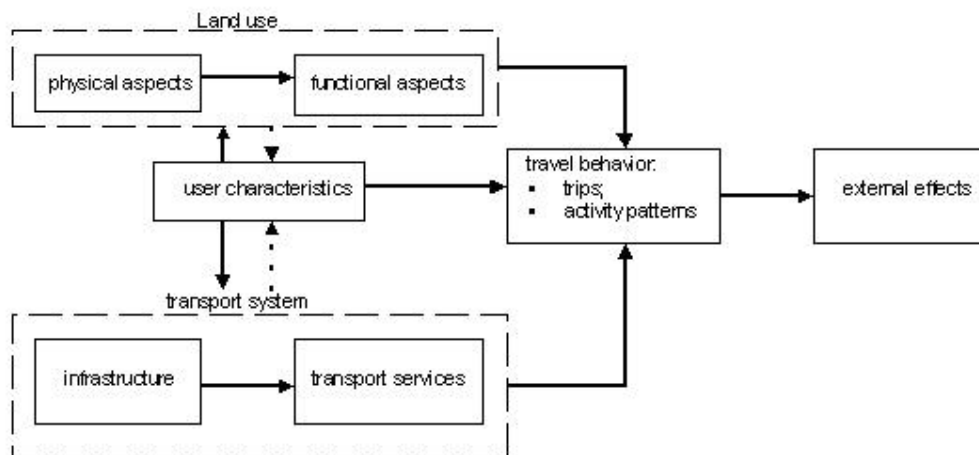 Land use
physical aspects
functional aspects
user characteristics
travel behavior:
▪ trips;
▪ activity patterns
external effects
transport system
infrastructure
transport services